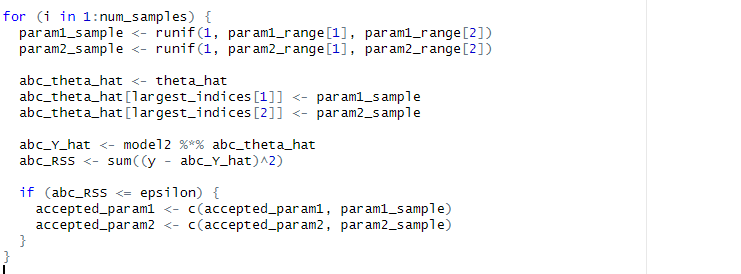 for (i in 1:num_samples) {
  param1_sample <- runif(1, param1_range[1], param1_range[2])
  param2_sample <- runif(1, param2_range[1], param2_range[2])

  abc_theta_hat <- theta_hat
  abc_theta_hat[largest_indices[1]] <- param1_sample
  abc_theta_hat[largest_indices[2]] <- param2_sample

  abc_Y_hat <- model2 %*% abc_theta_hat
  abc_RSS <- sum((y - abc_Y_hat)^2)

  if (abc_RSS <= epsilon) {
    accepted_param1 <- c(accepted_param1, param1_sample)
    accepted_param2 <- c(accepted_param2, param2_sample)
  }
}